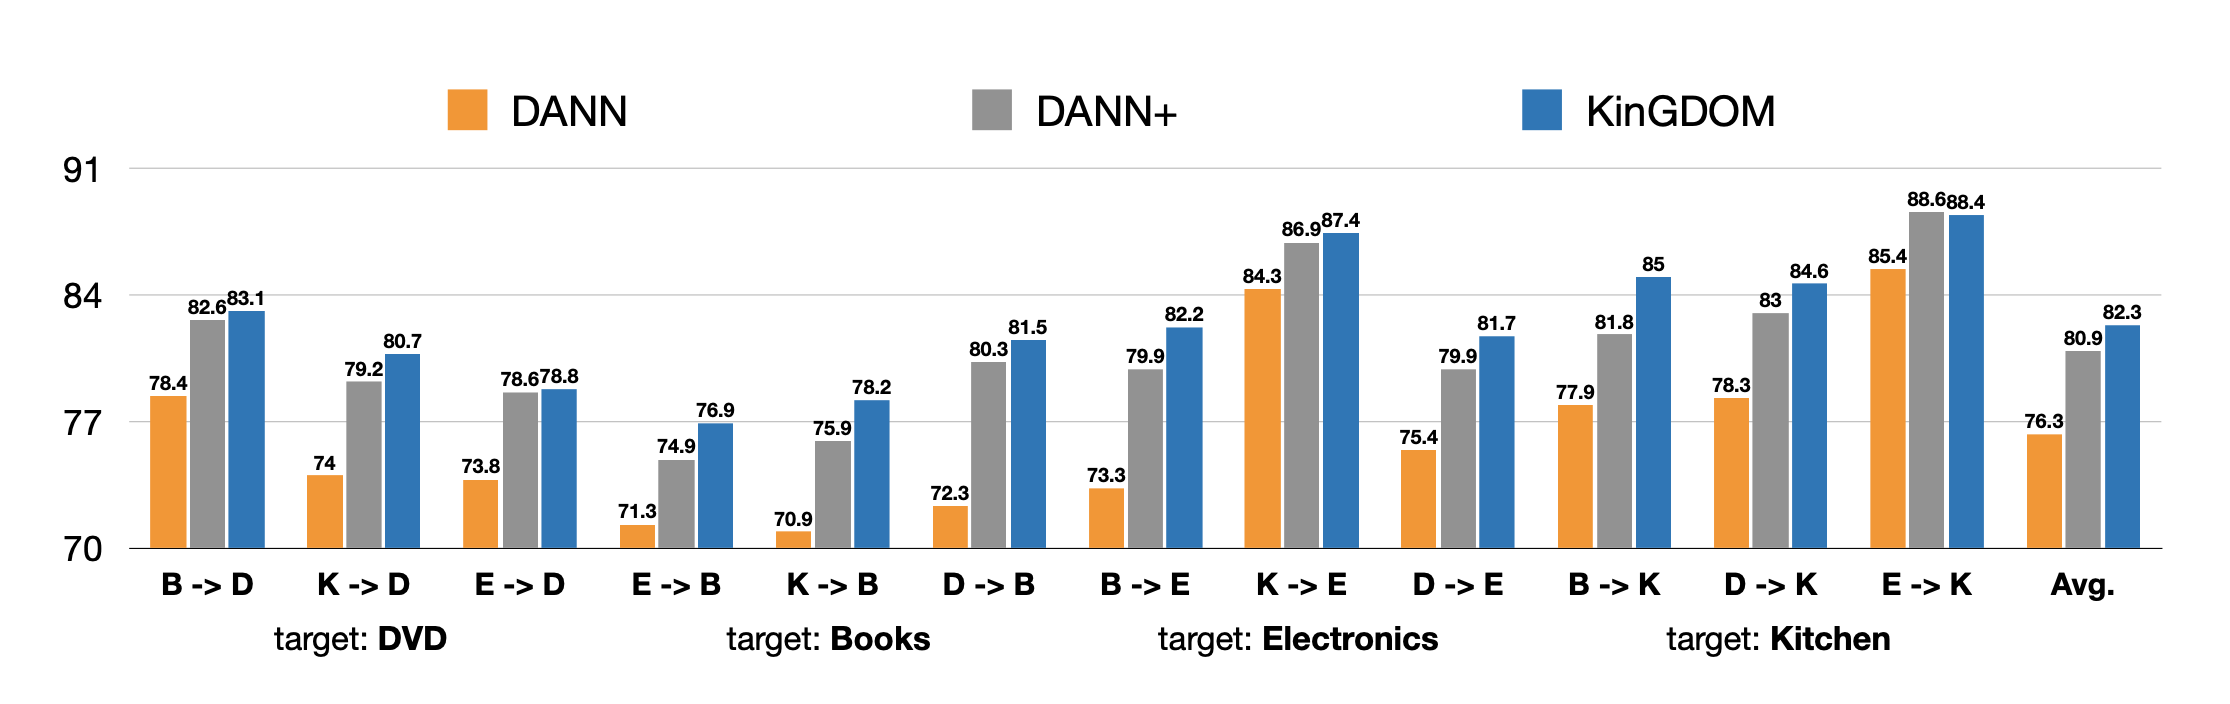 DANN DANN+ KinGDOM
91
84
77
70
78.4 82.6 83.1
74 79.2 80.7
73.8 78.6 78.8
71.3 74.9 76.9
70.9 75.9 78.2
72.3 80.3 81.5
73.3 79.9 82.2
84.3 86.9 87.4
75.4 79.9 81.7
77.9 81.8 85
78.3 83 84.6
85.4 88.6 88.4
76.3 80.9 82.3
B -> D K -> D E -> D E -> B K -> B D -> B B -> E K -> E D -> E B -> K D -> K E -> K Avg.
target: DVD target: Books target: Electronics target: Kitchen